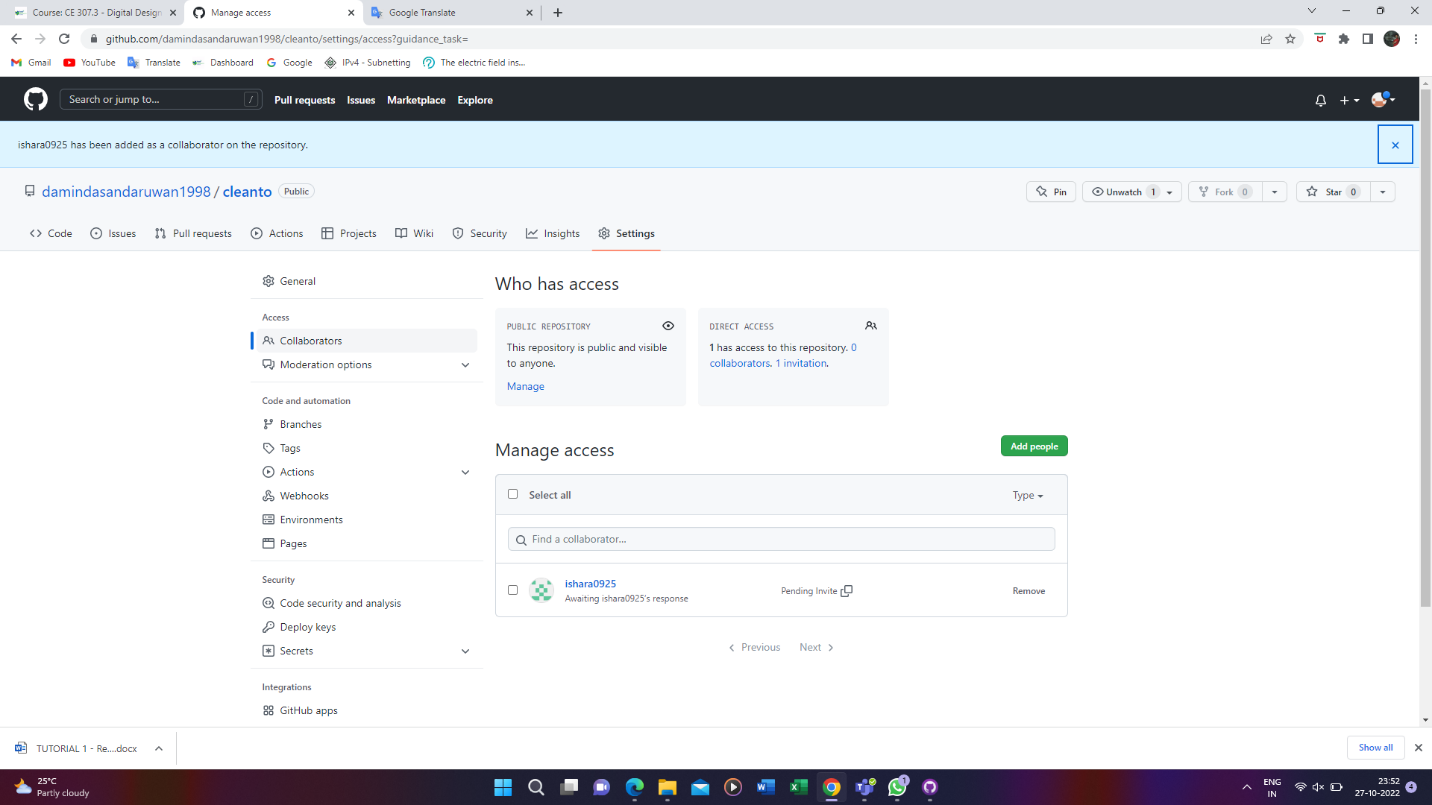 Course: CE 307.3 - Digital Design
Manage access
Google Translate
github.com/damindasandaruwan1998/cleanto/settings/access?guidance_task=
Gmail YouTube Translate Dashboard Google IPv4 - Subnetting The electric field ins...
Search or jump to... / Pull requests Issues Marketplace Explore
ishara0925 has been added as a collaborator on the repository.
damindasandaruwan1998 / cleanto Public Pin Unwatch 1 Fork 0 Star 0
Code Issues Pull requests Actions Projects Wiki Security Insights Settings
General
Access
Collaborators
Moderation options
Code and automation
Branches
Tags
Actions
Webhooks
Environments
Pages
Security
Code security and analysis
Deploy keys
Secrets
Integrations
GitHub apps
Who has access
PUBLIC REPOSITORY
This repository is public and visible
to anyone.
Manage
DIRECT ACCESS
1 has access to this repository. 0
collaborators. 1 invitation.
Manage access Add people
Select all Type
Find a collaborator...
ishara0925
Awaiting ishara0925's response
Pending Invite Remove
Previous Next
TUTORIAL 1 - Re....docx Show all
25°C
Partly cloudy
1
ENG
IN
23:52
27-10-2022
4